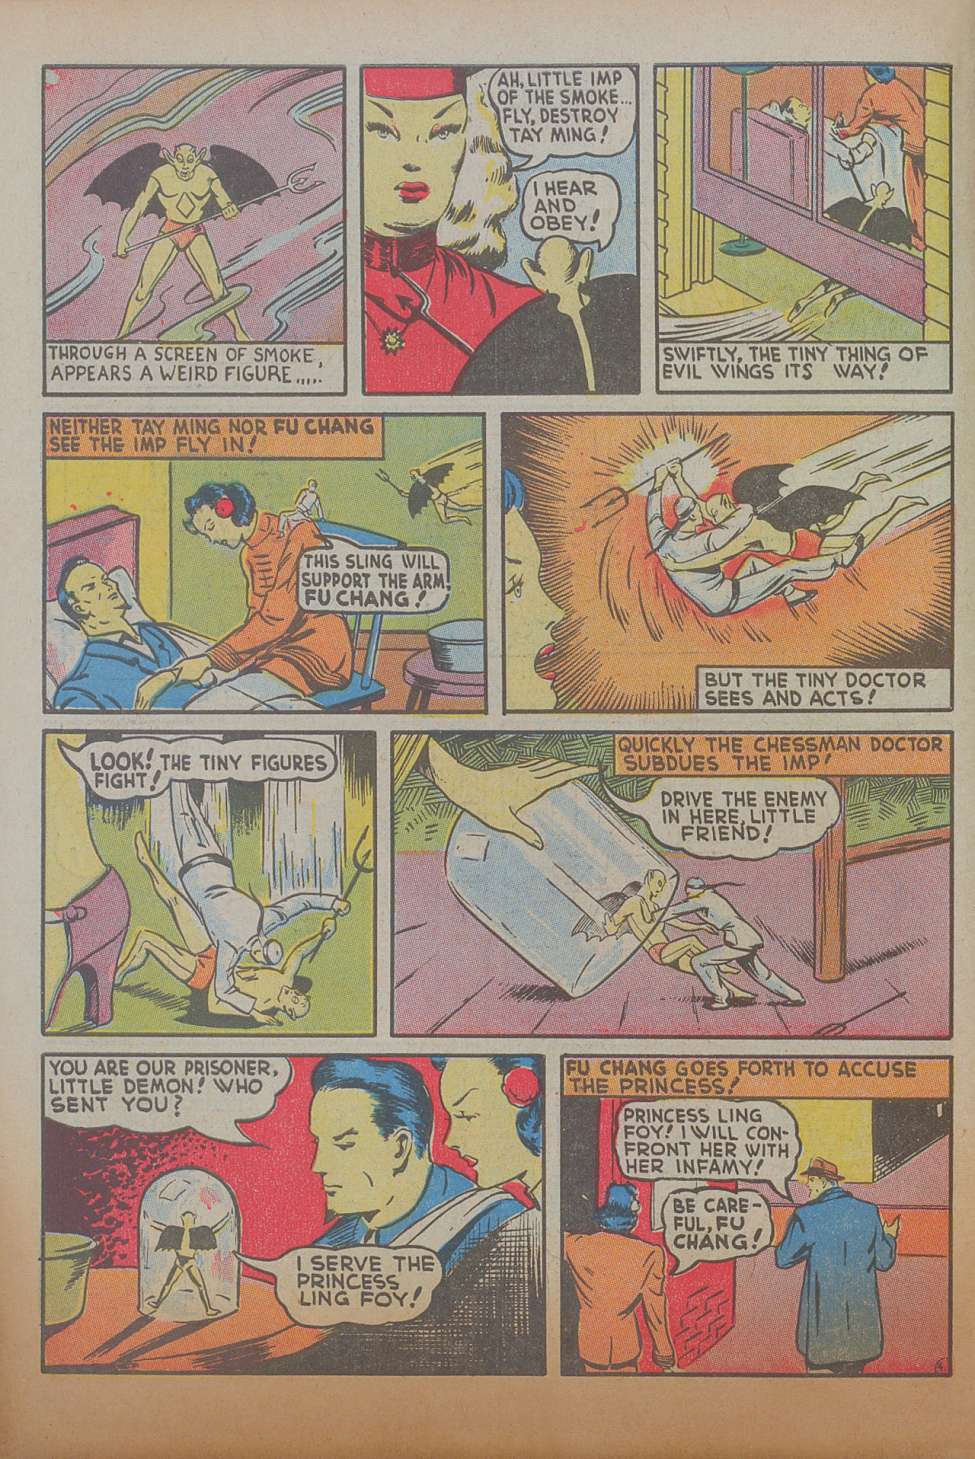 THROUGH A SCREEN OF SMOKE,
APPEARS A WEIRD FIGURE.....
AH, LITTLE IMP
OF THE SMOKE...
FLY, DESTROY
TAY MING!
I HEAR
AND
OBEY!
SWIFTLY, THE TINY THING OF
EVIL WINGS ITS WAY!
NEITHER TAY MING NOR FU CHANG
SEE THE IMP FLY IN!
THIS SLING WILL
SUPPORT THE ARM,
FU CHANG!
BUT THE TINY DOCTOR
SEES AND ACTS!
LOOK! THE TINY FIGURES
FIGHT!
QUICKLY THE CHESSMAN DOCTOR
SUBDUES THE IMP!
DRIVE THE ENEMY
IN HERE, LITTLE
FRIEND!
YOU ARE OUR PRISONER,
LITTLE DEMON! WHO
SENT YOU?
I SERVE THE
PRINCESS
LING FOY!
FU CHANG GOES FORTH TO ACCUSE
THE PRINCESS!
PRINCESS LING
FOY! I WILL CON-
FRONT HER WITH
HER INFAMY!
BE CARE-
FUL, FU
CHANG!
4